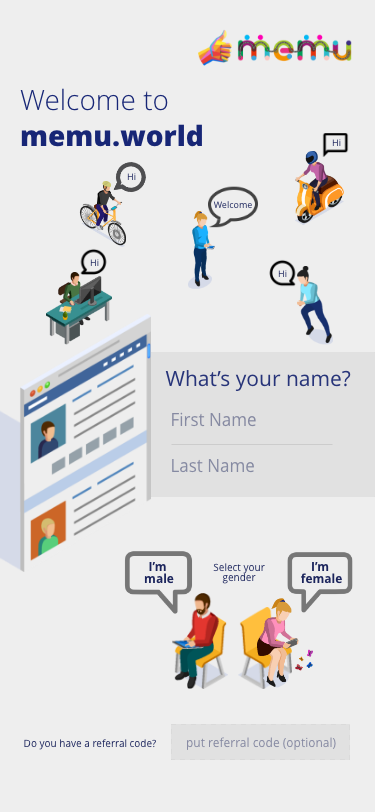 memu
Welcome to
memu.world
Hi
Hi
Welcome
Hi
Hi
What's your name?
First Name
Last Name
I'm
male
Select your
gender
I'm
female
Do you have a referral code?
put referral code (optional)